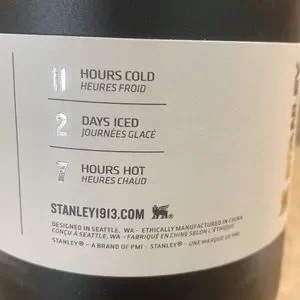 11 HOURS COLD
HEURES FROID
2 DAYS ICED
JOURNÉES GLACÉ
7 HOURS HOT
HEURES CHAUD
STANLEY1913.COM ®
DESIGNED IN SEATTLE, WA - ETHICALLY MANUFACTURED IN CHINA
CONÇU À SEATTLE, WA - FABRIQUÉ EN CHINE SELON L'ÉTHIQUE
STANLEY® - A BRAND OF PMI - STANLEY® - UNE MARQUE DE PMI